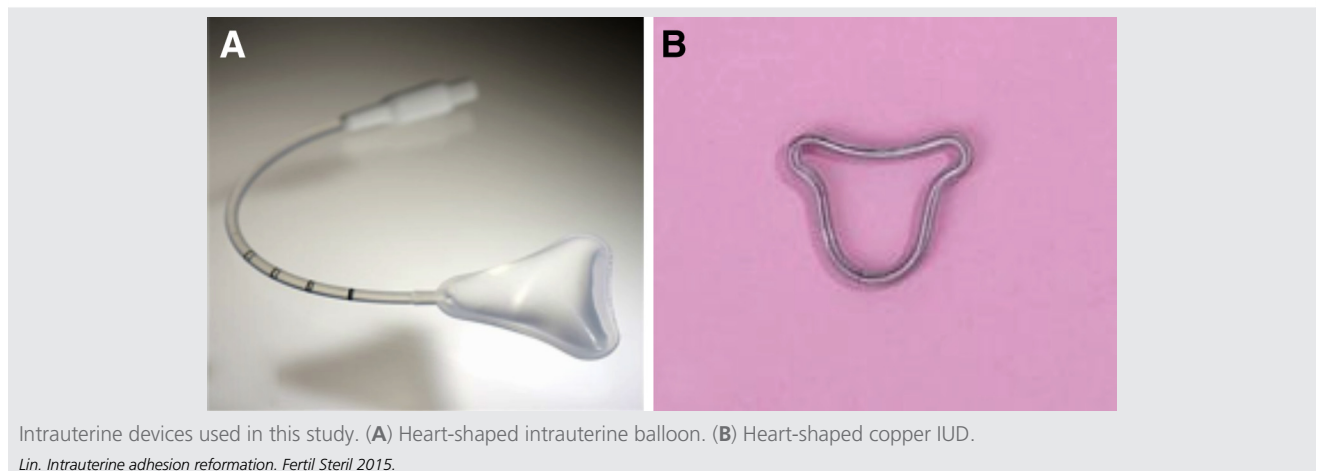 A
B
Intrauterine devices used in this study. (A) Heart-shaped intrauterine balloon. (B) Heart-shaped copper IUD.
Lin. Intrauterine adhesion reformation. Fertil Steril 2015.